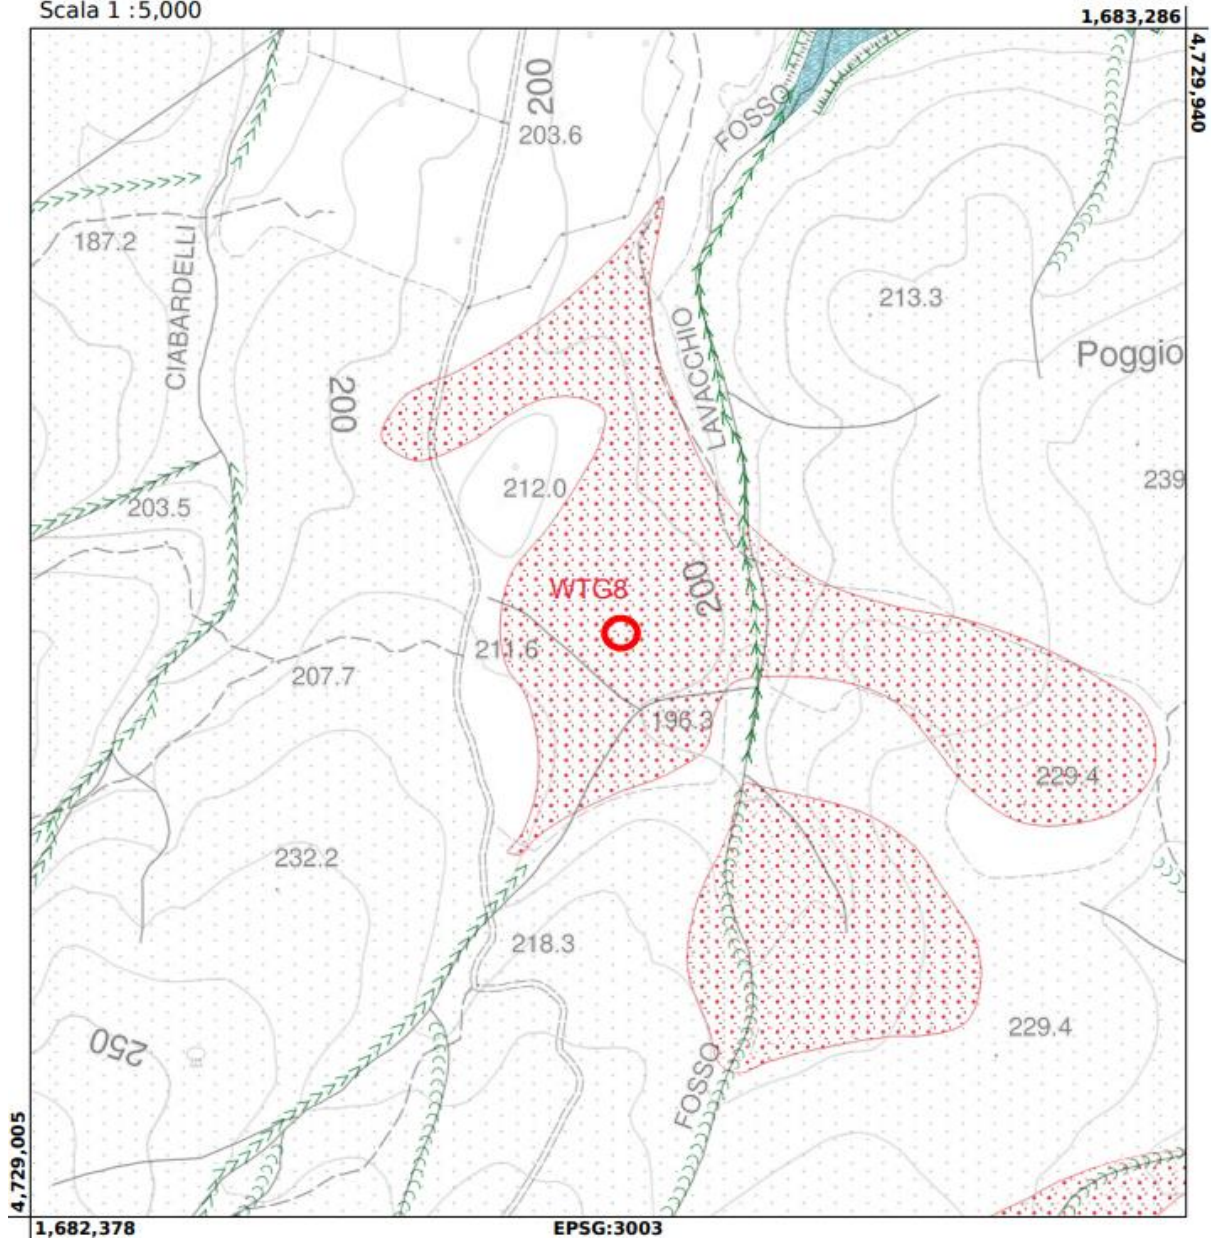 Scala 1 :5,000
1,683,286
4,729,940
200
203.6
FOSSO
187.2
CIABARDELLI
213.3
LAVACCHIO
Poggio
200
212.0
239
203.5
WTG8
200
211.6
207.7
196.3
229.4
232.2
218.3
229.4
250
FOSSO
4,729,005
1,682,378
EPSG:3003